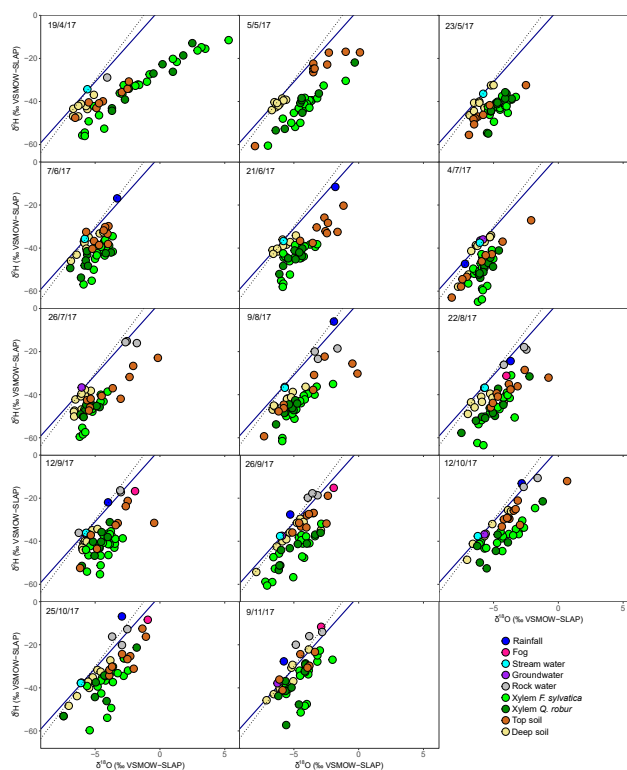 19/4/17
5/5/17
23/5/17
0
−20
−40
−60
δ²H (‰ VSMOW−SLAP)
7/6/17
21/6/17
4/7/17
0
−20
−40
−60
δ²H (‰ VSMOW−SLAP)
26/7/17
9/8/17
22/8/17
0
−20
−40
−60
δ²H (‰ VSMOW−SLAP)
12/9/17
26/9/17
12/10/17
0
−20
−40
−60
δ²H (‰ VSMOW−SLAP)
−5 0 5
δ¹⁸O (‰ VSMOW−SLAP)
25/10/17
9/11/17
0
−20
−40
−60
δ²H (‰ VSMOW−SLAP)
−5 0 5
δ¹⁸O (‰ VSMOW−SLAP)
−5 0 5
δ¹⁸O (‰ VSMOW−SLAP)
Rainfall
Fog
Stream water
Groundwater
Rock water
Xylem F. sylvatica
Xylem Q. robur
Top soil
Deep soil